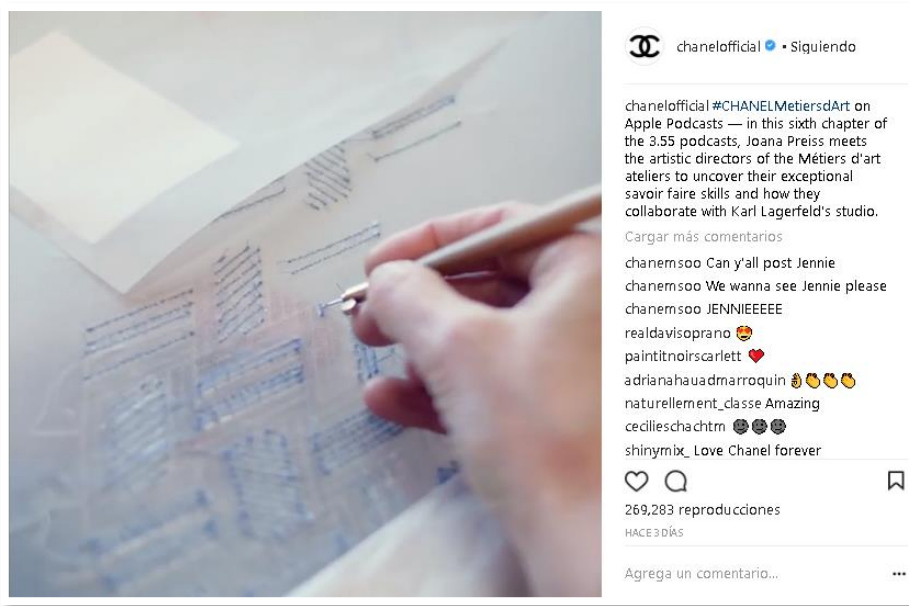 chanelofficial • Siguiendo
chanelofficial #CHANELMetiersdArt on
Apple Podcasts — in this sixth chapter of
the 3.55 podcasts, Joana Preiss meets
the artistic directors of the Métiers d'art
ateliers to uncover their exceptional
savoir faire skills and how they
collaborate with Karl Lagerfeld's studio.
Cargar más comentarios
chanemsoo Can y'all post Jennie
chanemsoo We wanna see Jennie please
chanemsoo JENNIEEEEE
realdavisoprano 😍
paintitnoirscarlett ❤️
adrianahauadmarroquin 👌👏👏👏
naturellement_classe Amazing
cecilieschachtm 🌚🌚🌚
shinymix_ Love Chanel forever
269,283 reproducciones
HACE 3 DÍAS
Agrega un comentario...